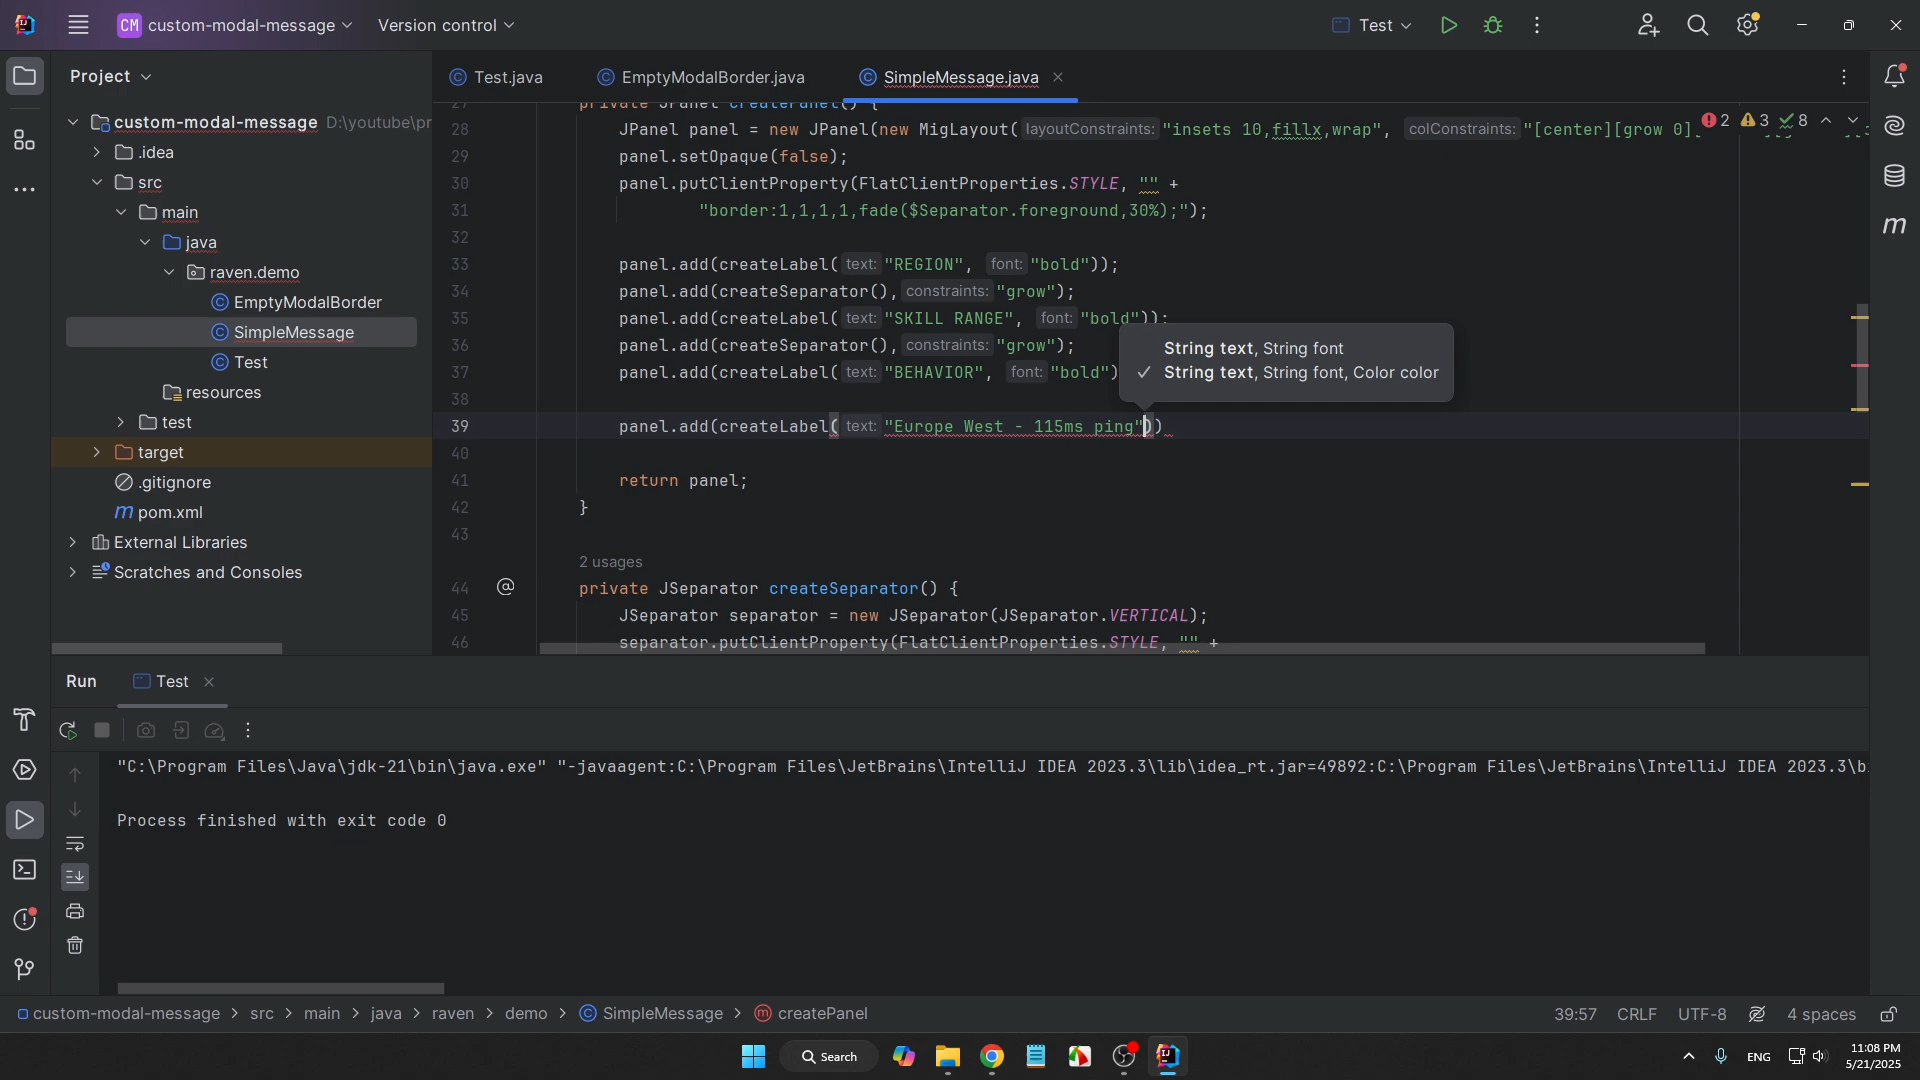 CM custom-modal-message Version control Test
Project
Test.java EmptyModalBorder.java SimpleMessage.java
custom-modal-message D:\youtube\pr
.idea
src
main
java
raven.demo
EmptyModalBorder
SimpleMessage
Test
resources
test
target
.gitignore
m pom.xml
External Libraries
Scratches and Consoles
2 3 8
27 private JPanel createPanel() {
28 JPanel panel = new JPanel(new MigLayout( layoutConstraints: "insets 10,fillx,wrap", colConstraints: "[center][grow 0]
29 panel.setOpaque(false);
30 panel.putClientProperty(FlatClientProperties.STYLE, "" +
31 "border:1,1,1,1,fade($Separator.foreground,30%);");
32
33 panel.add(createLabel( text: "REGION", font: "bold"));
34 panel.add(createSeparator(), constraints: "grow");
35 panel.add(createLabel( text: "SKILL RANGE", font: "bold"));
36 panel.add(createSeparator(), constraints: "grow");
37 panel.add(createLabel( text: "BEHAVIOR", font: "bold")
String text, String font
String text, String font, Color color
38
39 panel.add(createLabel( text: "Europe West - 115ms ping"))
40
41 return panel;
42 }
43
2 usages
44 @ private JSeparator createSeparator() {
45 JSeparator separator = new JSeparator(JSeparator.VERTICAL);
46 separator.putClientProperty(FlatClientProperties.STYLE, "" +
m
Run Test
"C:\Program Files\Java\jdk-21\bin\java.exe" "-javaagent:C:\Program Files\JetBrains\IntelliJ IDEA 2023.3\lib\idea_rt.jar=49892:C:\Program Files\JetBrains\IntelliJ IDEA 2023.3\b
Process finished with exit code 0
custom-modal-message > src > main > java > raven > demo > SimpleMessage > createPanel 39:57 CRLF UTF-8 4 spaces
Search ENG 11:08 PM
5/21/2025